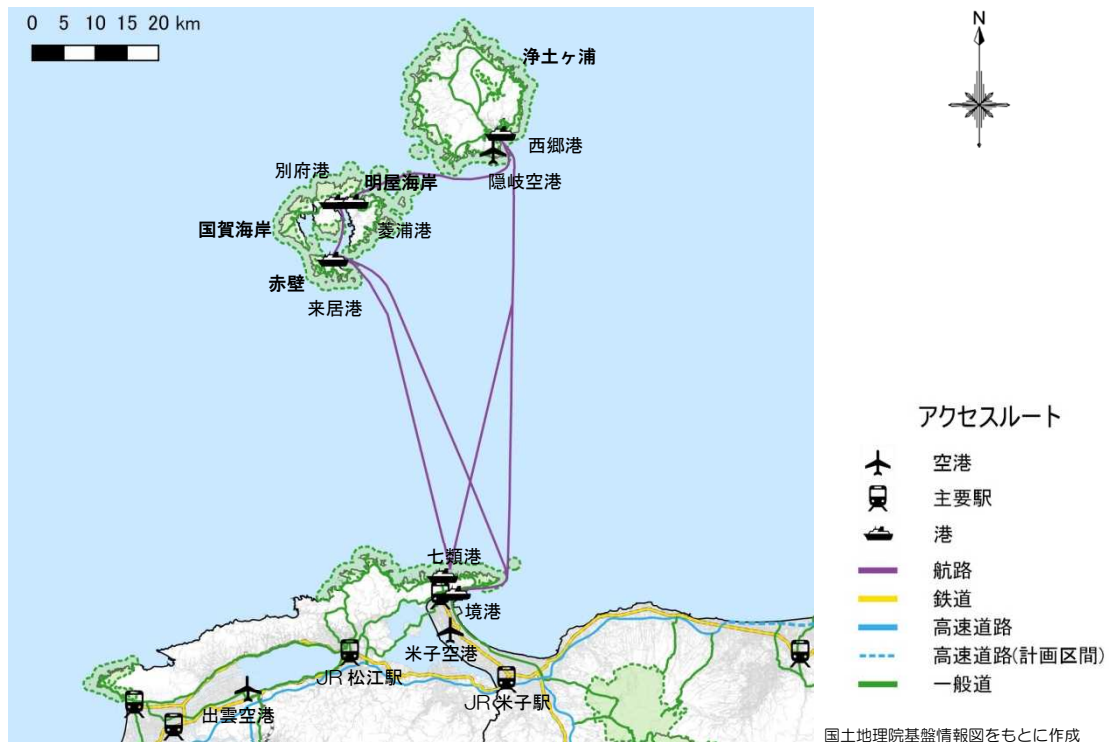 0 5 10 15 20 km
N
浄土ヶ浦
西郷港
隠岐空港
別府港
明屋海岸
国賀海岸
菱浦港
赤壁
来居港
七類港
境港
米子空港
JR 松江駅
JR 米子駅
出雲空港
アクセスルート
空港
主要駅
港
航路
鉄道
高速道路
高速道路(計画区間)
一般道
国土地理院基盤情報図をもとに作成